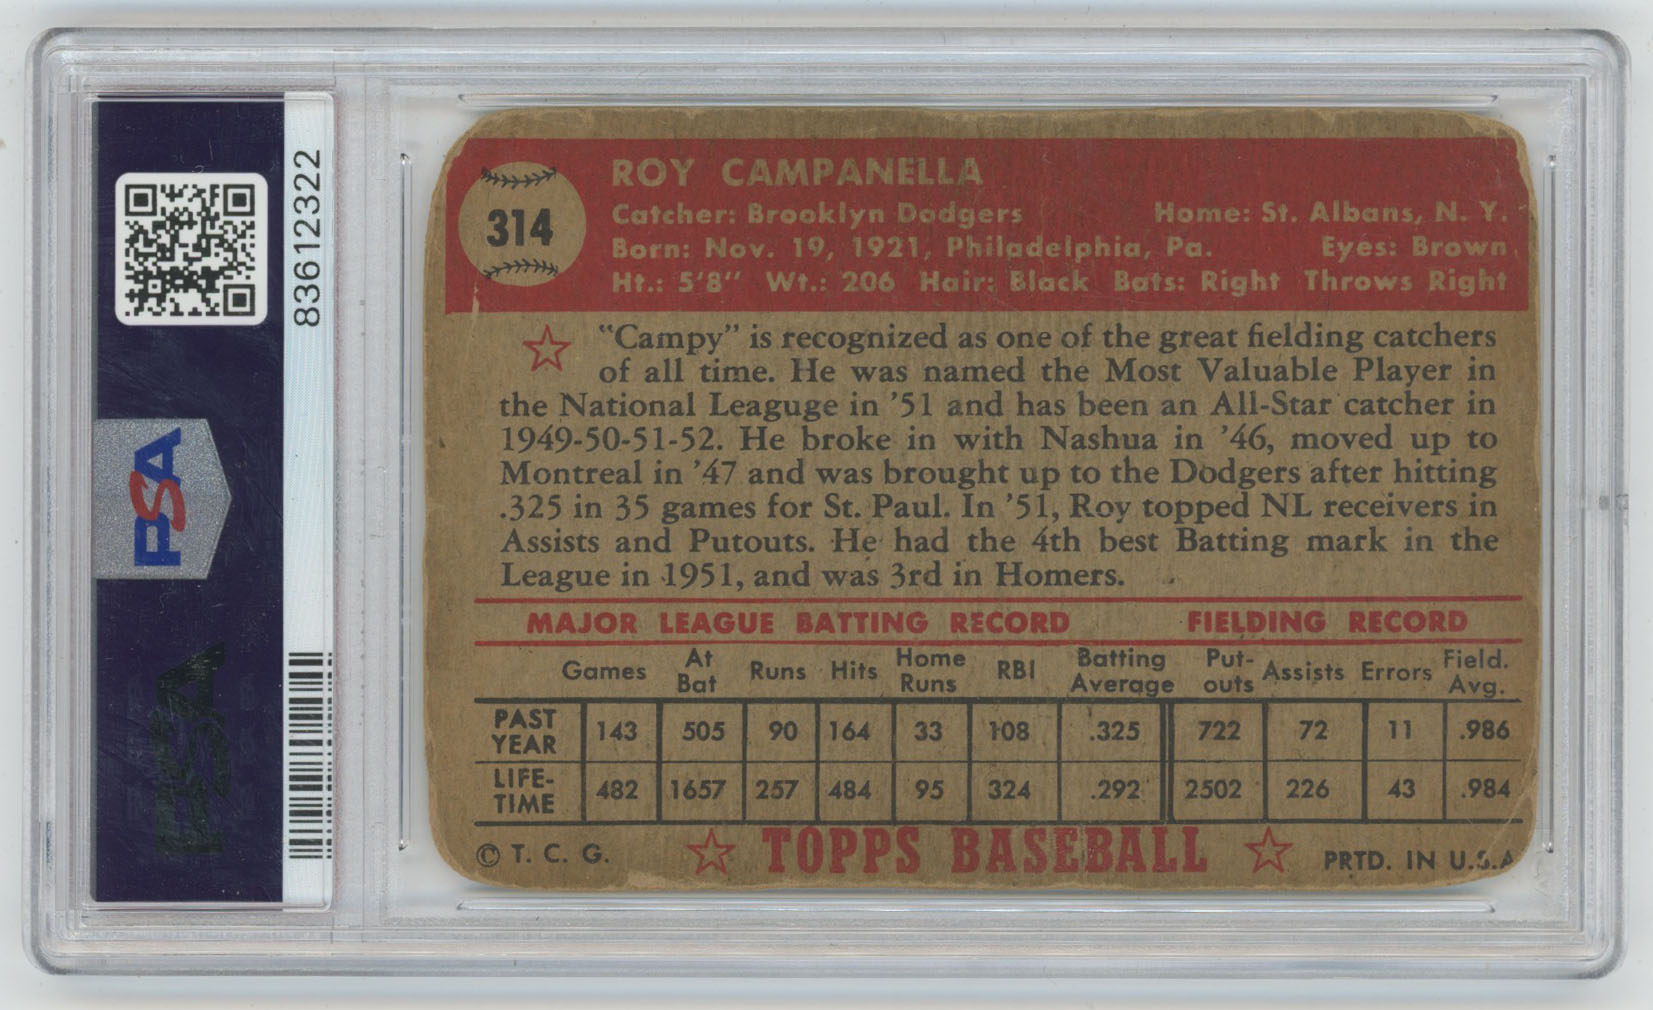 83612322
PSA
PSA
314
ROY CAMPANELLA
Catcher: Brooklyn Dodgers Home: St. Albans, N. Y.
Born: Nov. 19, 1921, Philadelphia, Pa. Eyes: Brown
Ht.: 5'8" Wt.: 206 Hair: Black Bats: Right Throws Right
"Campy" is recognized as one of the great fielding catchers
of all time. He was named the Most Valuable Player in
the National Leaguge in '51 and has been an All-Star catcher in
1949-50-51-52. He broke in with Nashua in '46, moved up to
Montreal in '47 and was brought up to the Dodgers after hitting
.325 in 35 games for St. Paul. In '51, Roy topped NL receivers in
Assists and Putouts. He had the 4th best Batting mark in the
League in 1951, and was 3rd in Homers.
MAJOR LEAGUE BATTING RECORD FIELDING RECORD
Games At Bat Runs Hits Home Runs RBI Batting Average Put-outs Assists Errors Field. Avg.
PAST YEAR 143 505 90 164 33 108 .325 722 72 11 .986
LIFE-TIME 482 1657 257 484 95 324 .292 2502 226 43 .984
© T. C. G. TOPPS BASEBALL PRTD. IN U.S.A